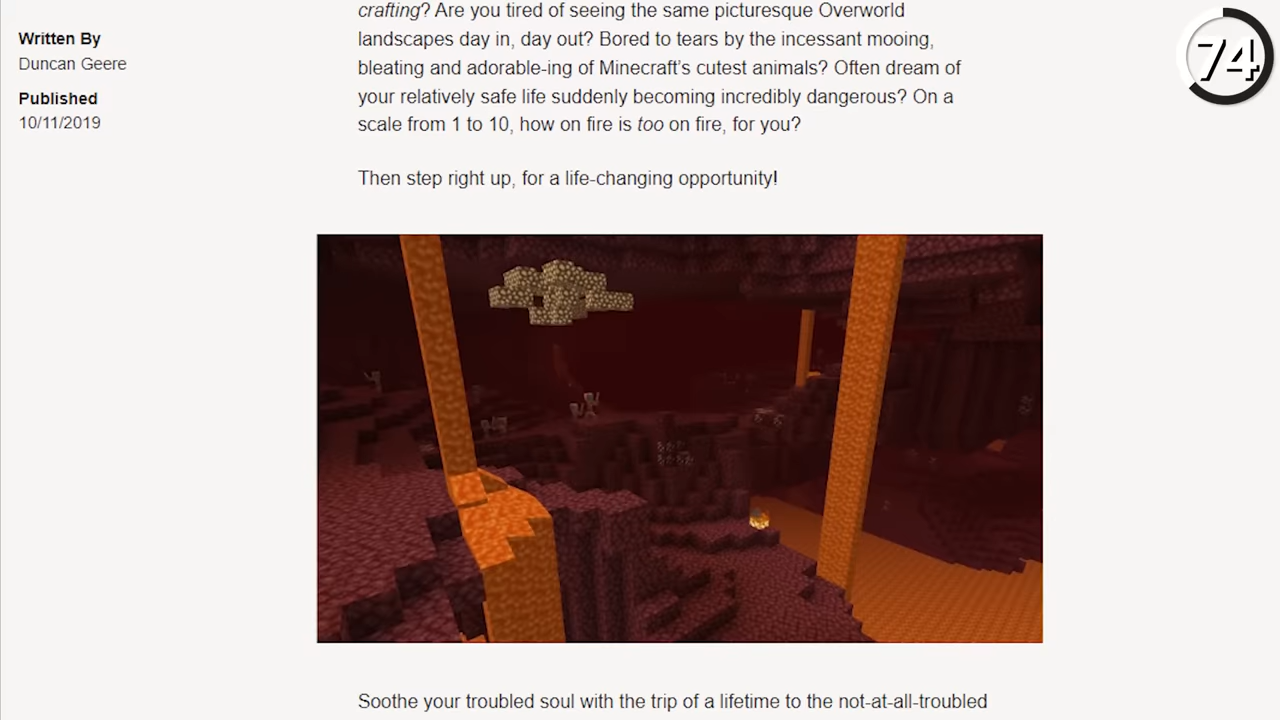 Written By
Duncan Geere
Published
10/11/2019
crafting? Are you tired of seeing the same picturesque Overworld
landscapes day in, day out? Bored to tears by the incessant mooing,
bleating and adorable-ing of Minecraft's cutest animals? Often dream of
your relatively safe life suddenly becoming incredibly dangerous? On a
scale from 1 to 10, how on fire is too on fire, for you?
Then step right up, for a life-changing opportunity!
Soothe your troubled soul with the trip of a lifetime to the not-at-all-troubled
74